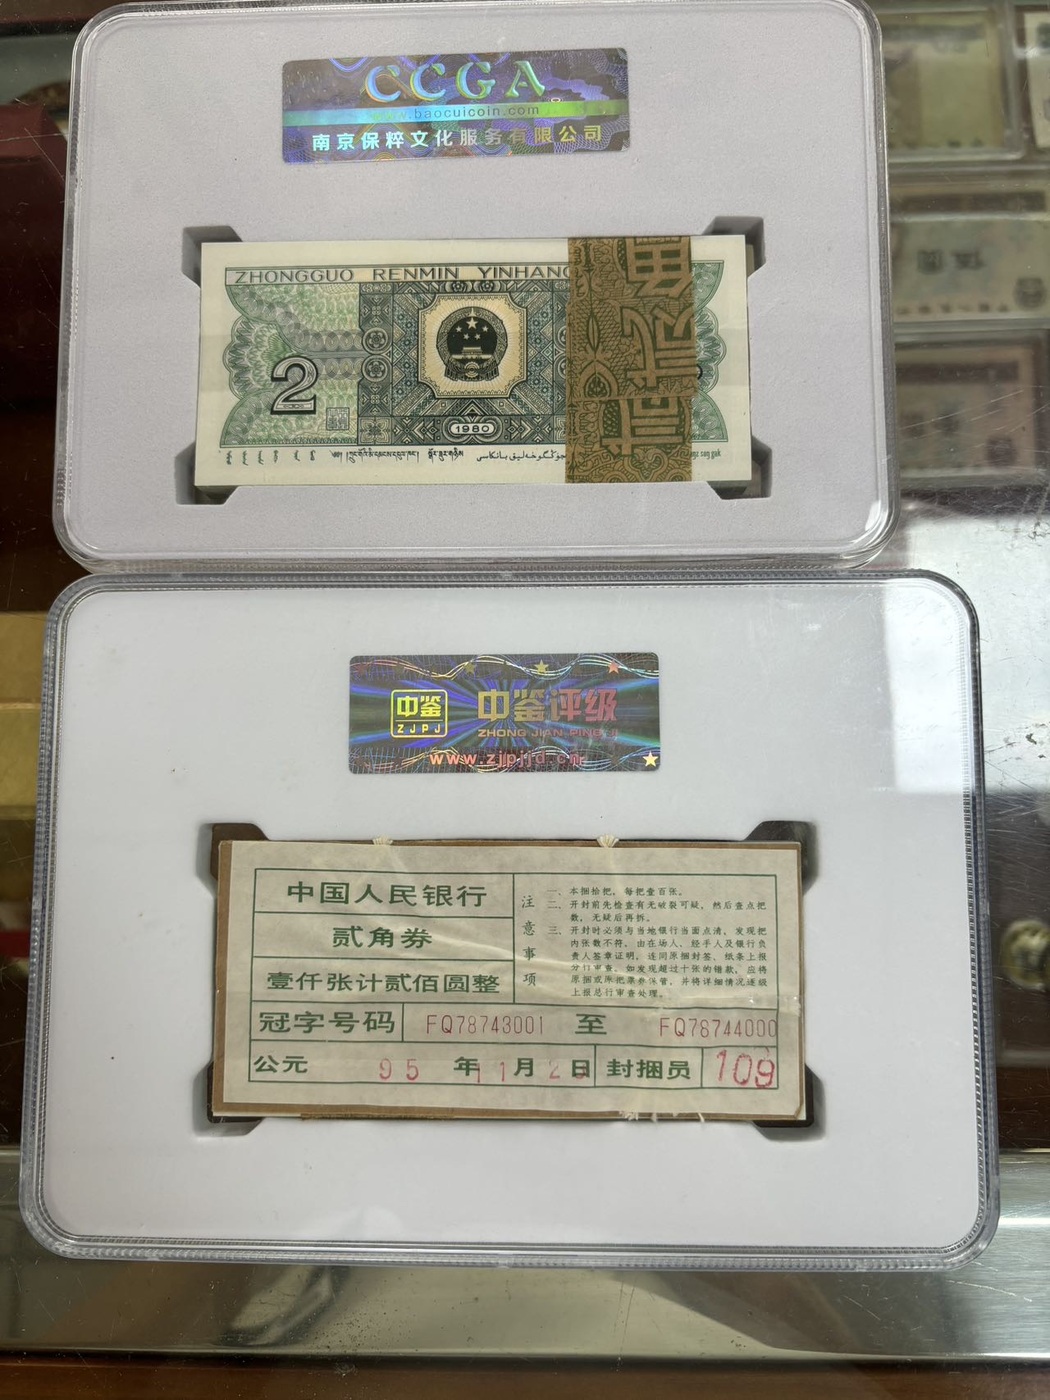 CCGA
www.baocuicoin.com
南京保粹文化服务有限公司
ZHONGGUO RENMIN YINHANG
2
1980
中鉴 中鉴评级
ZJPJ ZHONG JIAN PING JI
中国人民银行
贰角券
壹仟张计贰佰圆整
注意事项
一、本捆拾把，每把壹百张。
二、开封前先检查有无破裂可疑，然后查点把
数，无疑后再拆。
三、开封时必须与当地银行当面点清，发现把
内张数不符，由在场人、经手人及银行负
责人签章证明，连同原捆封签、纸条上报
分行审查。如发现超过十张的错款，应将
原捆或原把票券保管，并将详细情况逐级
上报总行审查处理。
冠字号码 FQ78743001 至 FQ78744000
公元 95 年 11 月 2 日 封捆员 109